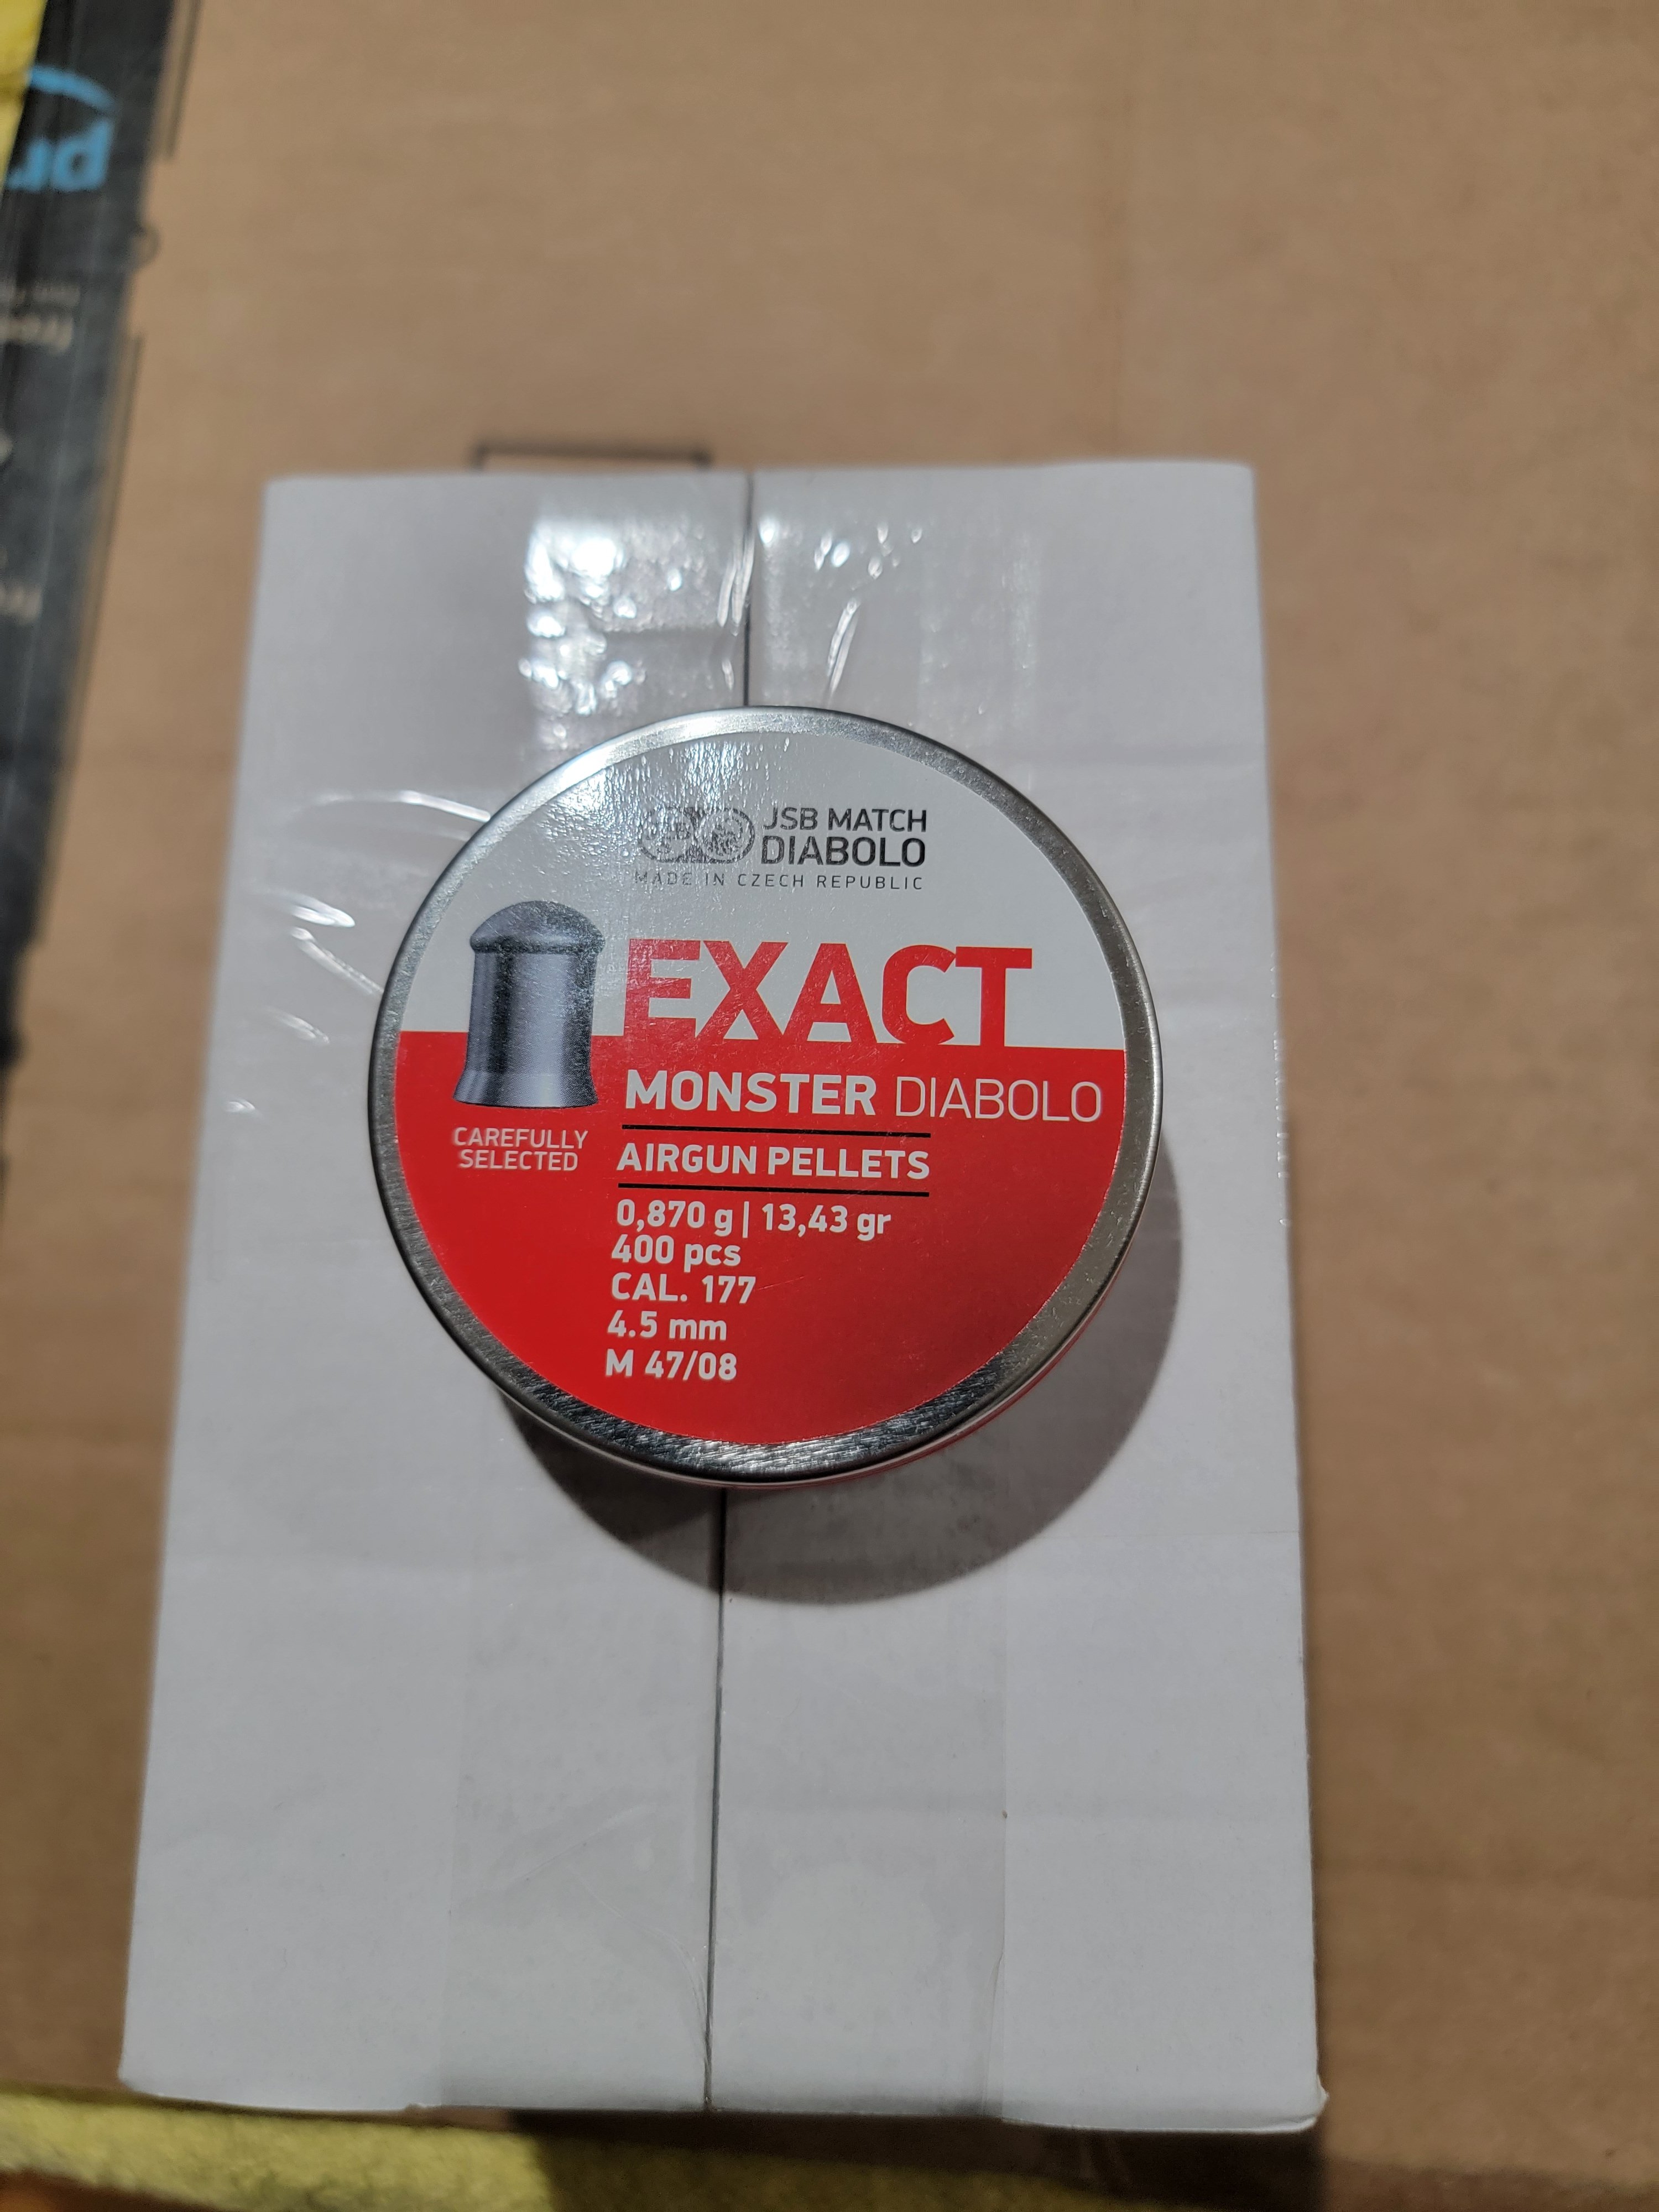 JSB MATCH
DIABOLO
MADE IN CZECH REPUBLIC
EXACT
MONSTER DIABOLO
CAREFULLY
SELECTED
AIRGUN PELLETS
0,870 g | 13,43 gr
400 pcs
CAL. 177
4.5 mm
M 47/08